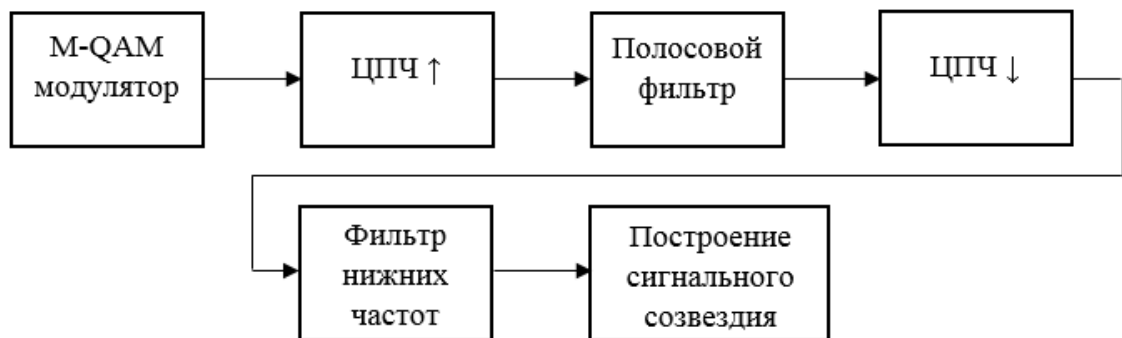 M-QAM
модулятор
ЦПЧ ↑
Полосовой
фильтр
ЦПЧ ↓
Фильтр
нижних
частот
Построение
сигнального
созвездия